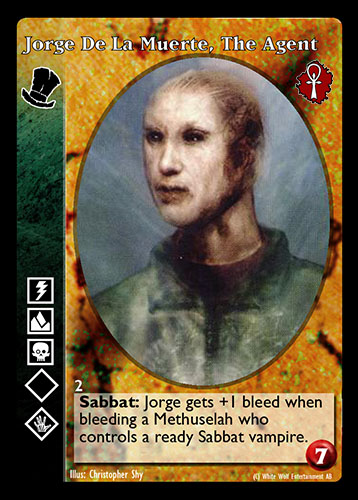 Jorge De La Muerte, The Agent
2
Sabbat: Jorge gets +1 bleed when
bleeding a Methuselah who
controls a ready Sabbat vampire.
7
Illus: Christopher Shy
(C) White Wolf Entertainment AB